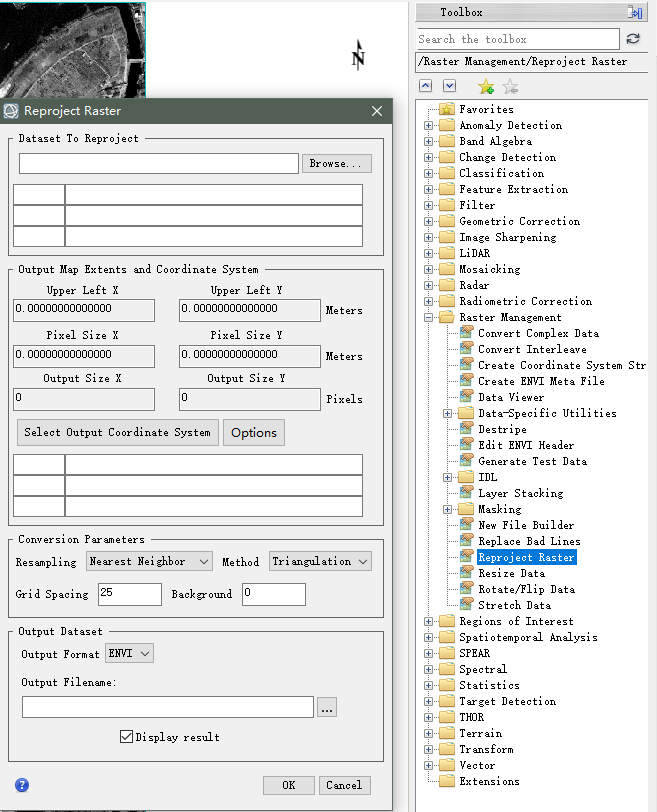 N
Reproject Raster
Dataset To Reproject
Browse...
Output Map Extents and Coordinate System
Upper Left X
Upper Left Y
0.00000000000000
0.00000000000000
Meters
Pixel Size X
Pixel Size Y
0.00000000000000
0.00000000000000
Meters
Output Size X
Output Size Y
0
0
Pixels
Select Output Coordinate System
Options
Conversion Parameters
Resampling
Nearest Neighbor
Method
Triangulation
Grid Spacing
25
Background
0
Output Dataset
Output Format
ENVI
Output Filename:
...
Display result
?
OK
Cancel
Toolbox
Search the toolbox
/Raster Management/Reproject Raster
Favorites
Anomaly Detection
Band Algebra
Change Detection
Classification
Feature Extraction
Filter
Geometric Correction
Image Sharpening
LiDAR
Mosaicking
Radar
Radiometric Correction
Raster Management
Convert Complex Data
Convert Interleave
Create Coordinate System Str
Create ENVI Meta File
Data Viewer
Data-Specific Utilities
Destripe
Edit ENVI Header
Generate Test Data
IDL
Layer Stacking
Masking
New File Builder
Replace Bad Lines
Reproject Raster
Resize Data
Rotate/Flip Data
Stretch Data
Regions of Interest
Spatiotemporal Analysis
SPEAR
Spectral
Statistics
Target Detection
THOR
Terrain
Transform
Vector
Extensions